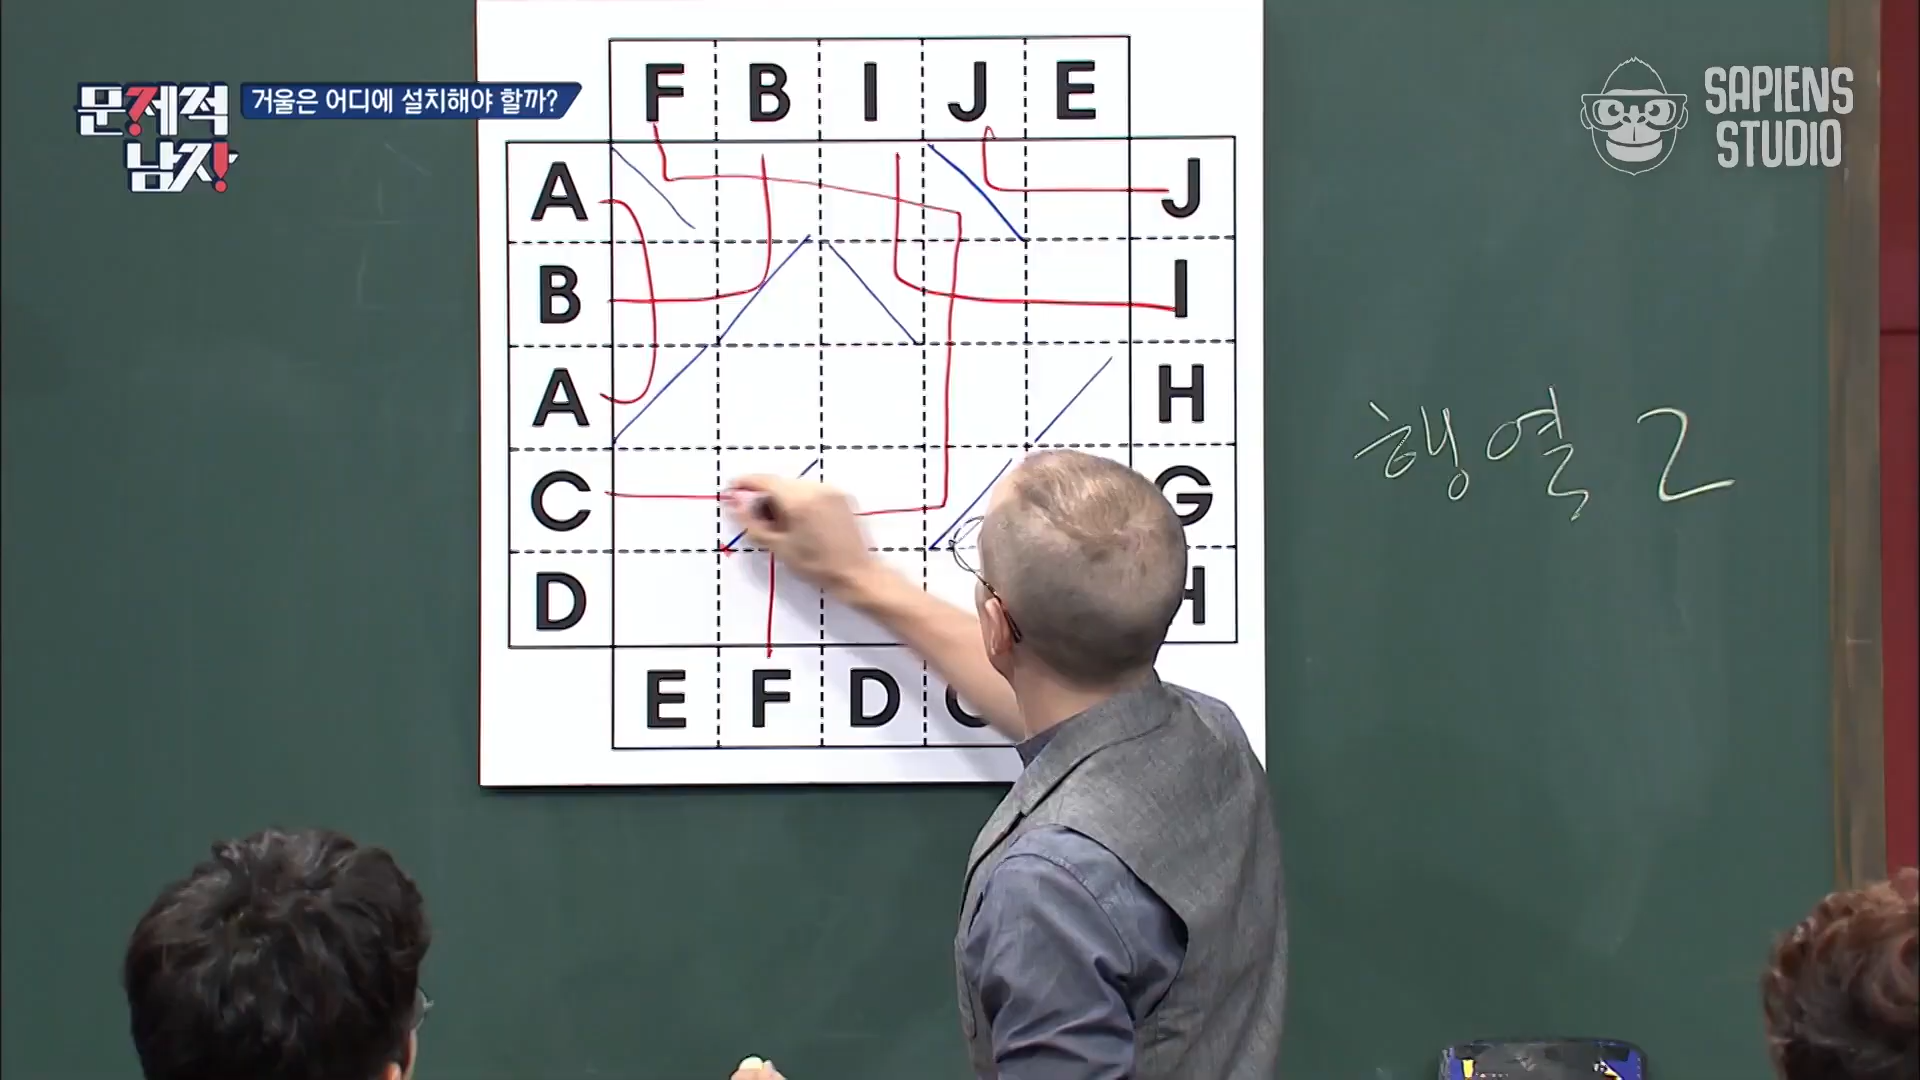 문제적
남자!
거울은 어디에 설치해야 할까?
SAPIENS
STUDIO
F B I J E
A J
B I
A H
C G
D H
E F D
행열 2